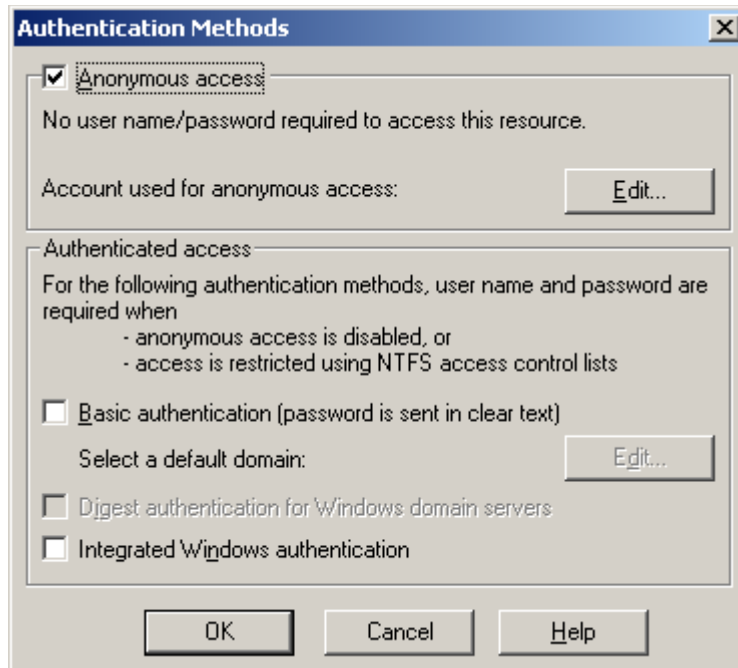 Authentication Methods
Anonymous access
No user name/password required to access this resource.
Account used for anonymous access:
Edit...
Authenticated access
For the following authentication methods, user name and password are
required when
- anonymous access is disabled, or
- access is restricted using NTFS access control lists
Basic authentication (password is sent in clear text)
Select a default domain:
Edit...
Digest authentication for Windows domain servers
Integrated Windows authentication
OK
Cancel
Help